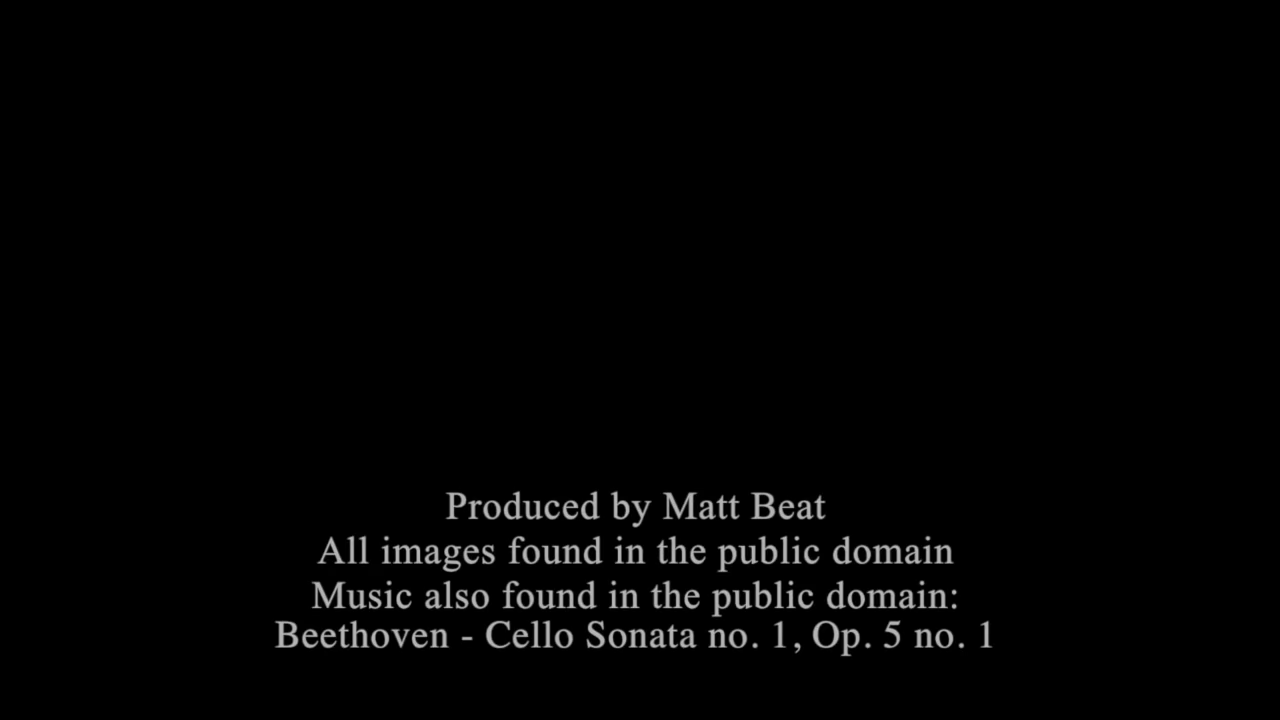 Produced by Matt Beat
All images found in the public domain
Music also found in the public domain:
Beethoven - Cello Sonata no. 1, Op. 5 no. 1